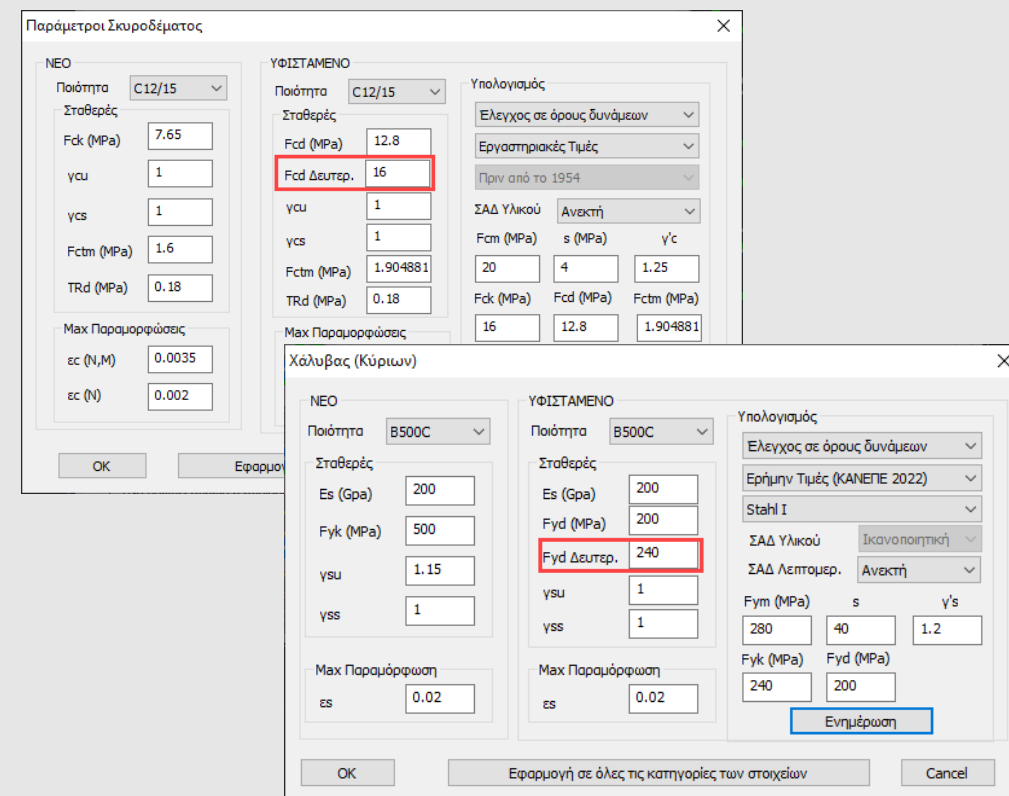 Παράμετροι Σκυροδέματος
ΝΕΟ
Ποιότητα C12/15
Σταθερές
Fck (MPa) 7.65
γcu 1
γcs 1
Fctm (MPa) 1.6
TRd (MPa) 0.18
Max Παραμορφώσεις
εc (N,M) 0.0035
εc (N) 0.002
ΥΦΙΣΤΑΜΕΝΟ
Ποιότητα C12/15
Σταθερές
Fcd (MPa) 12.8
Fcd Δευτερ. 16
γcu 1
γcs 1
Fctm (MPa) 1.904881
TRd (MPa) 0.18
Max Παραμορφώσεις
Υπολογισμός
Έλεγχος σε όρους δυνάμεων
Εργαστηριακές Τιμές
Πριν από το 1954
ΣΑΔ Υλικού Ανεκτή
Fcm (MPa) s (MPa) γ'c
20 4 1.25
Fck (MPa) Fcd (MPa) Fctm (MPa)
16 12.8 1.904881
OK
Χάλυβας (Κύριων)
ΝΕΟ
Ποιότητα B500C
Σταθερές
Es (Gpa) 200
Fyk (MPa) 500
γsu 1.15
γss 1
Max Παραμόρφωση
εs 0.02
ΥΦΙΣΤΑΜΕΝΟ
Ποιότητα B500C
Σταθερές
Es (Gpa) 200
Fyd (MPa) 200
Fyd Δευτερ. 240
γsu 1
γss 1
Max Παραμόρφωση
εs 0.02
Υπολογισμός
Έλεγχος σε όρους δυνάμεων
Ερήμην Τιμές (ΚΑΝΕΠΕ 2022)
Stahl I
ΣΑΔ Υλικού Ικανοποιητική
ΣΑΔ Λεπτομερ. Ανεκτή
Fym (MPa) s γ's
280 40 1.2
Fyk (MPa) Fyd (MPa)
240 200
Ενημέρωση
OK Εφαρμογή σε όλες τις κατηγορίες των στοιχείων Cancel